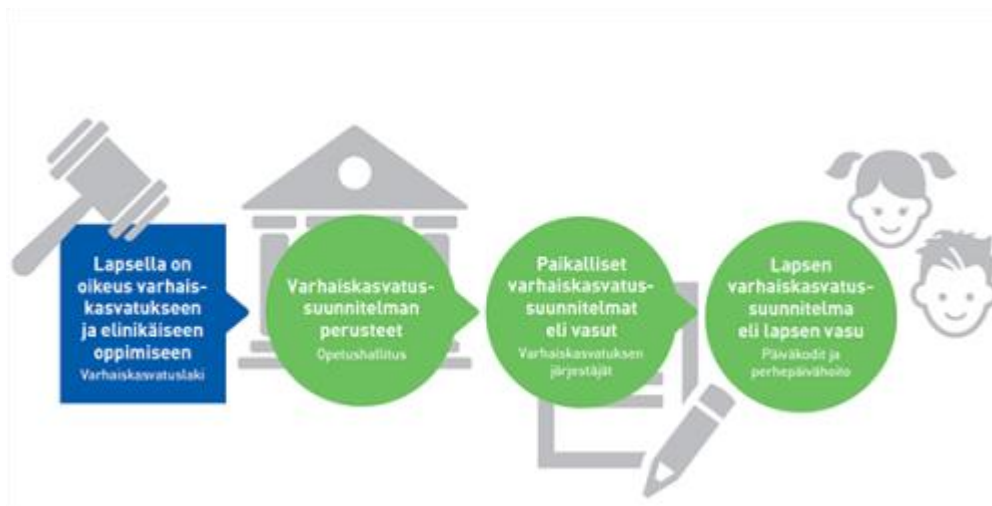 Lapsella on
oikeus varhais-
kasvatukseen
ja elinikäiseen
oppimiseen
Varhaiskasvatuslaki
Varhaiskasvatus-
suunnitelman
perusteet
Opetushallitus
Paikalliset
varhaiskasvatus-
suunnitelmat
eli vasut
Varhaiskasvatuksen
järjestäjät
Lapsen
varhaiskasvatus-
suunnitelma
eli lapsen vasu
Päiväkodit ja
perhepäivähoito